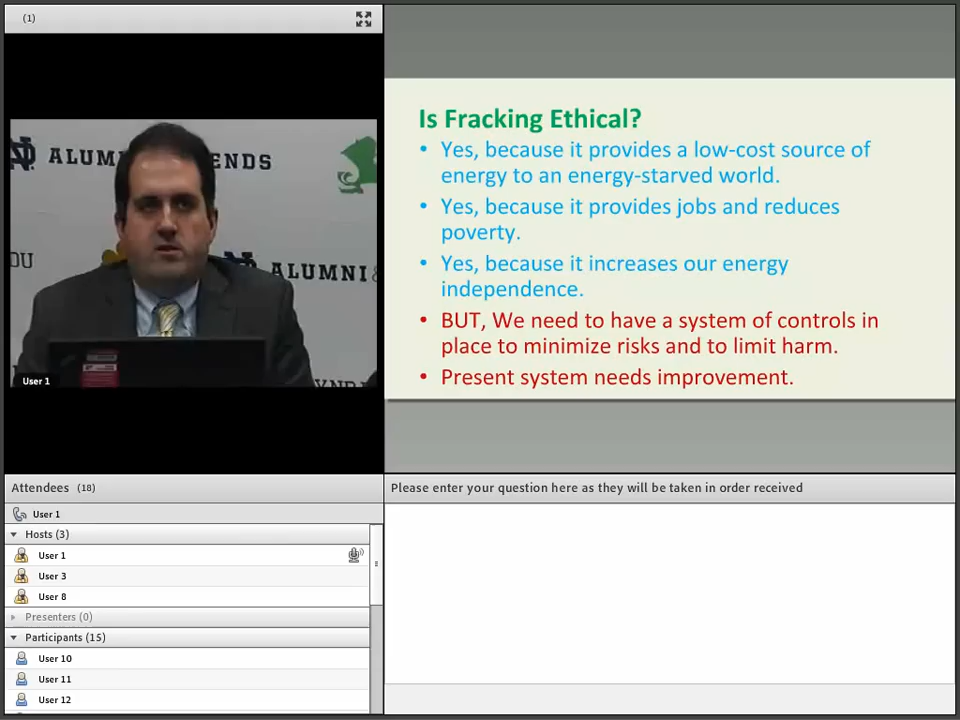 (1)
ALUM ENDS
DU
ALUMNI&
User 1
Is Fracking Ethical?
• Yes, because it provides a low-cost source of
energy to an energy-starved world.
• Yes, because it provides jobs and reduces
poverty.
• Yes, because it increases our energy
independence.
• BUT, We need to have a system of controls in
place to minimize risks and to limit harm.
• Present system needs improvement.
Attendees (18)
User 1
Hosts (3)
User 1
User 3
User 8
Presenters (0)
Participants (15)
User 10
User 11
User 12
Please enter your question here as they will be taken in order received